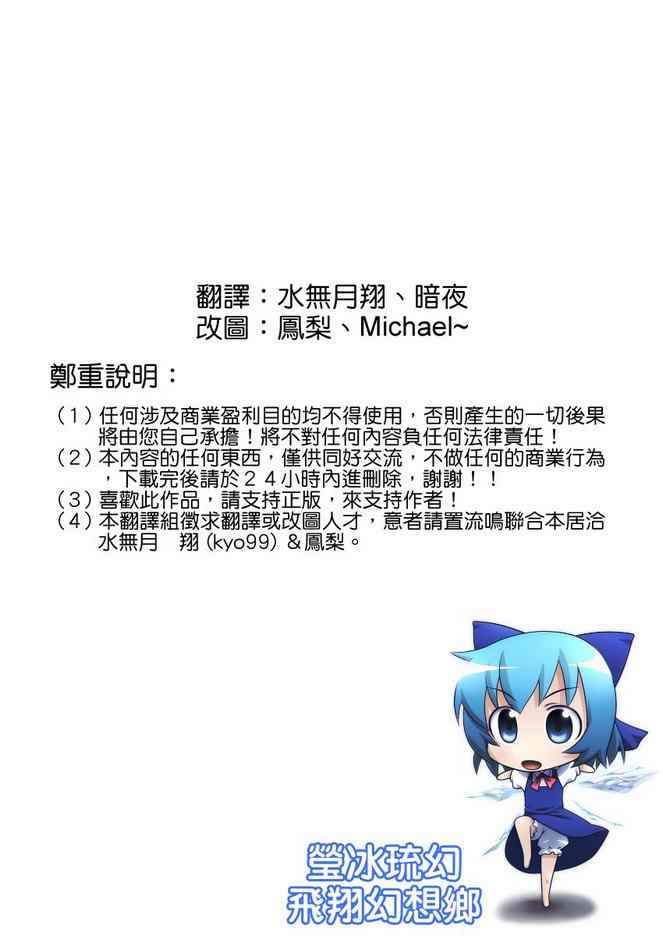 翻譯：水無月翔、暗夜
改圖：鳳梨、Michael~
鄭重說明：
（1）任何涉及商業盈利目的均不得使用，否則產生的一切後果
將由您自己承擔！將不對任何內容負任何法律責任！
（2）本內容的任何東西，僅供同好交流，不做任何的商業行為
，下載完後請於２４小時內進刪除，謝謝！！
（3）喜歡此作品，請支持正版，來支持作者！
（4）本翻譯組徵求翻譯或改圖人才，意者請置流鳴聯合本居洽
水無月　翔 (kyo99) ＆鳳梨。
瑩冰琉幻
飛翔幻想鄉